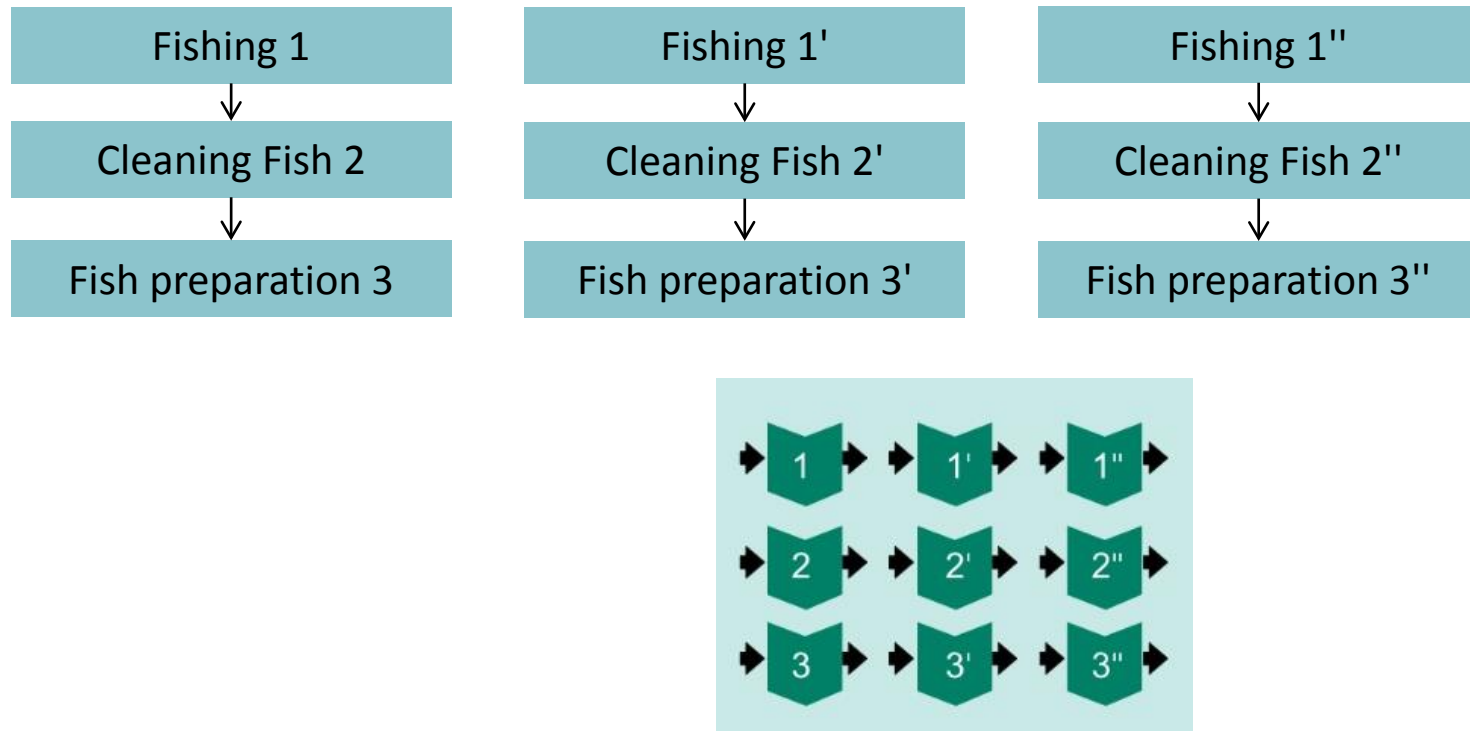 Fishing 1
Cleaning Fish 2
Fish preparation 3
Fishing 1'
Cleaning Fish 2'
Fish preparation 3'
Fishing 1''
Cleaning Fish 2''
Fish preparation 3''
1 1' 1"
2 2' 2"
3 3' 3"